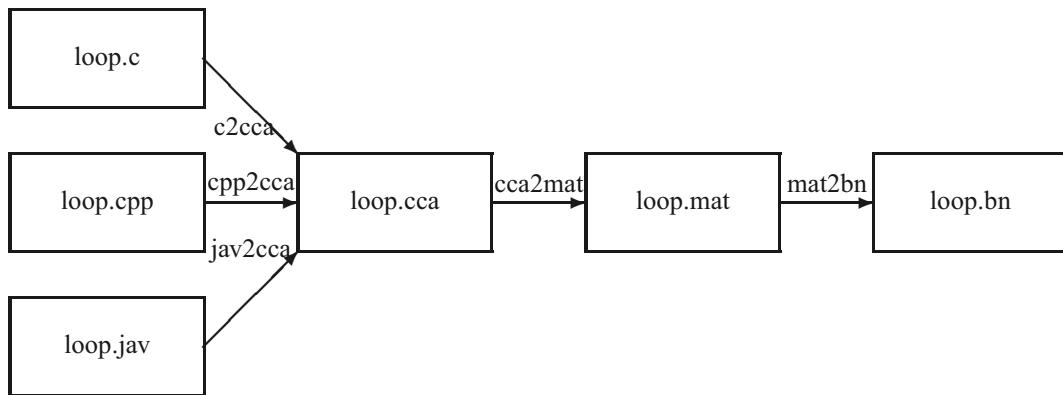 loop.c
c2cca
loop.cpp
cpp2cca
loop.cca
cca2mat
loop.mat
mat2bn
loop.bn
jav2cca
loop.jav